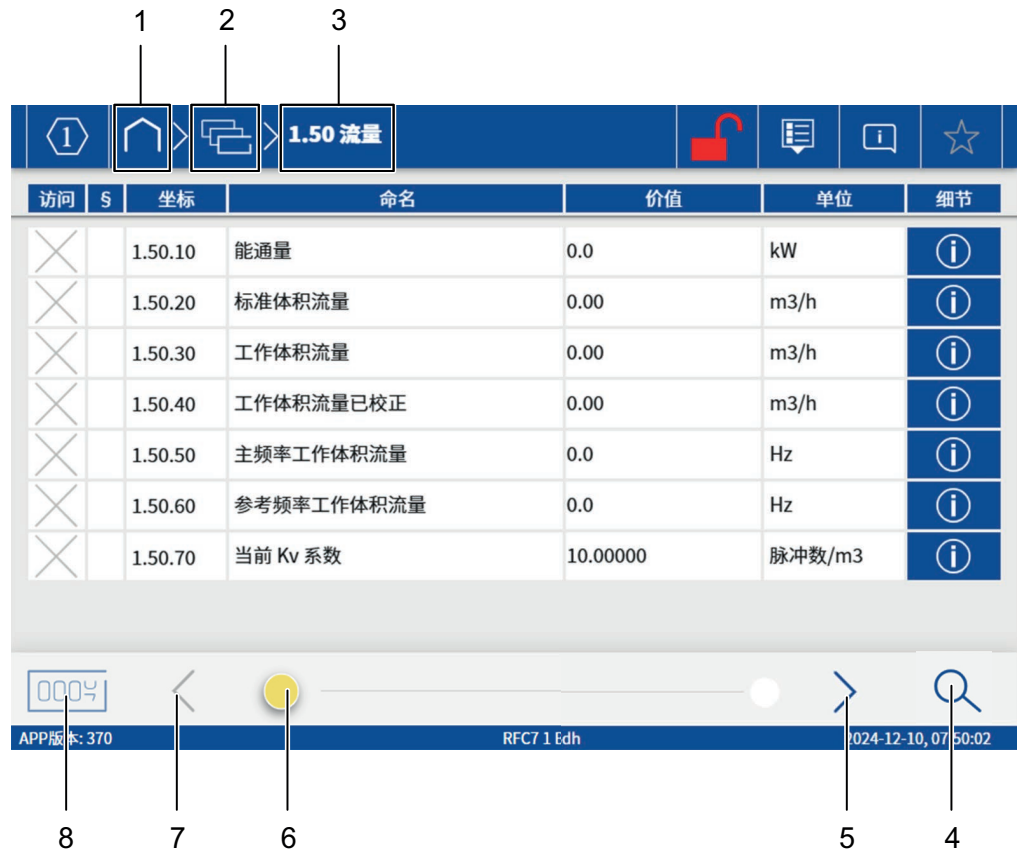 1 2 3
1 1.50 流量
访问 § 坐标 命名 价值 单位 细节
1.50.10 能通量 0.0 kW
1.50.20 标准体积流量 0.00 m3/h
1.50.30 工作体积流量 0.00 m3/h
1.50.40 工作体积流量已校正 0.00 m3/h
1.50.50 主频率工作体积流量 0.0 Hz
1.50.60 参考频率工作体积流量 0.0 Hz
1.50.70 当前 Kv 系数 10.00000 脉冲数/m3
APP版本: 370 RFC7 1 Edh 2024-12-10, 07:50:02
8 7 6 5 4